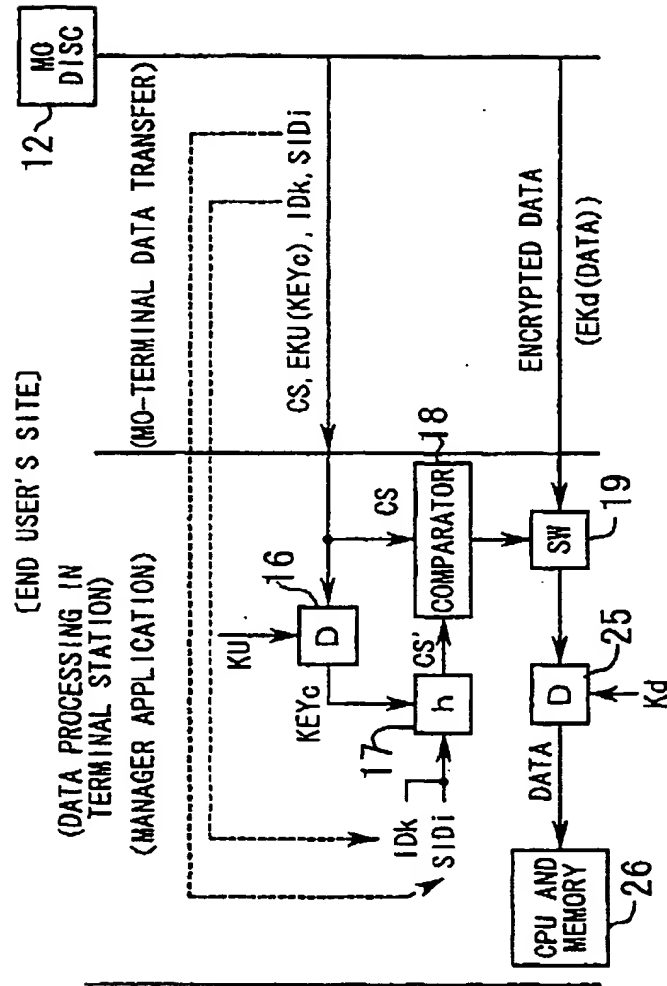 [END USER'S SITE]
(DATA PROCESSING IN
TERMINAL STATION)
(MANAGER APPLICATION)
(MO-TERMINAL DATA TRANSFER)
MO
DISC
12
IDk
SIDi
CS, EKU(KEYc), IDk, SIDi
KU
D
16
KEYc
CS
17
h
CS'
COMPARATOR
18
ENCRYPTED DATA
(EKd(DATA))
SW
19
D
25
Kd
DATA
CPU AND
MEMORY
26